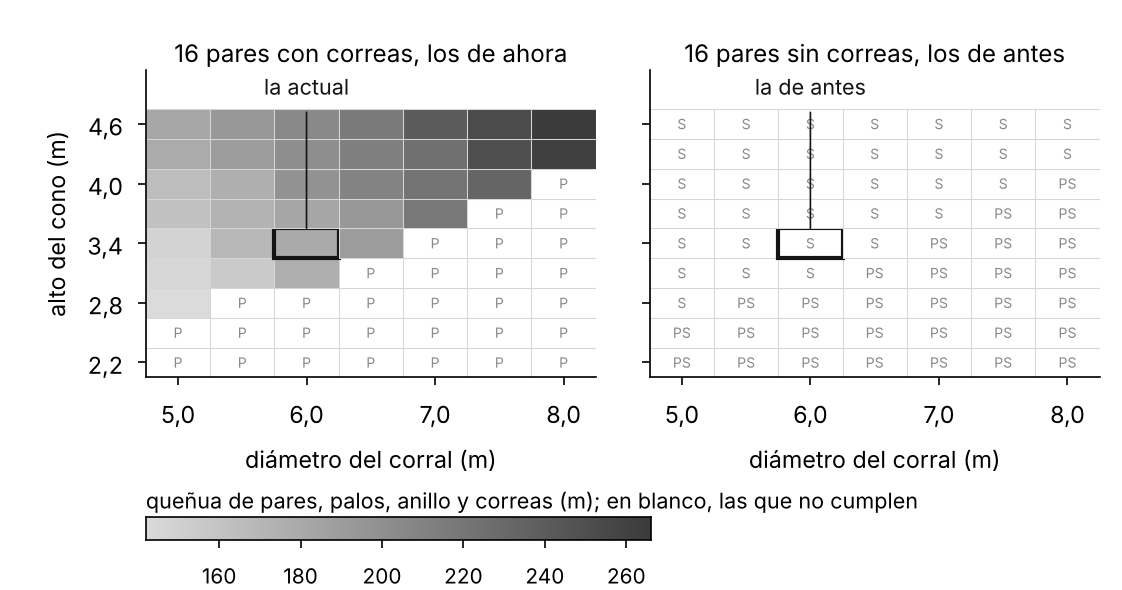 16 pares con correas, los de ahora
16 pares sin correas, los de antes
la actual
la de antes
alto del cono (m)
4,6
4,0
3,4
2,8
2,2
P
P P
P P P
P P P P
P P P P P P
P P P P P P P
P P P P P P P
S S S S S S S
S S S S S S S
S S S S S S PS
S S S S S PS PS
S S S S PS PS PS
S S S PS PS PS PS
S PS PS PS PS PS PS
PS PS PS PS PS PS PS
PS PS PS PS PS PS PS
5,0 6,0 7,0 8,0
5,0 6,0 7,0 8,0
diámetro del corral (m)
diámetro del corral (m)
queñua de pares, palos, anillo y correas (m); en blanco, las que no cumplen
160 180 200 220 240 260